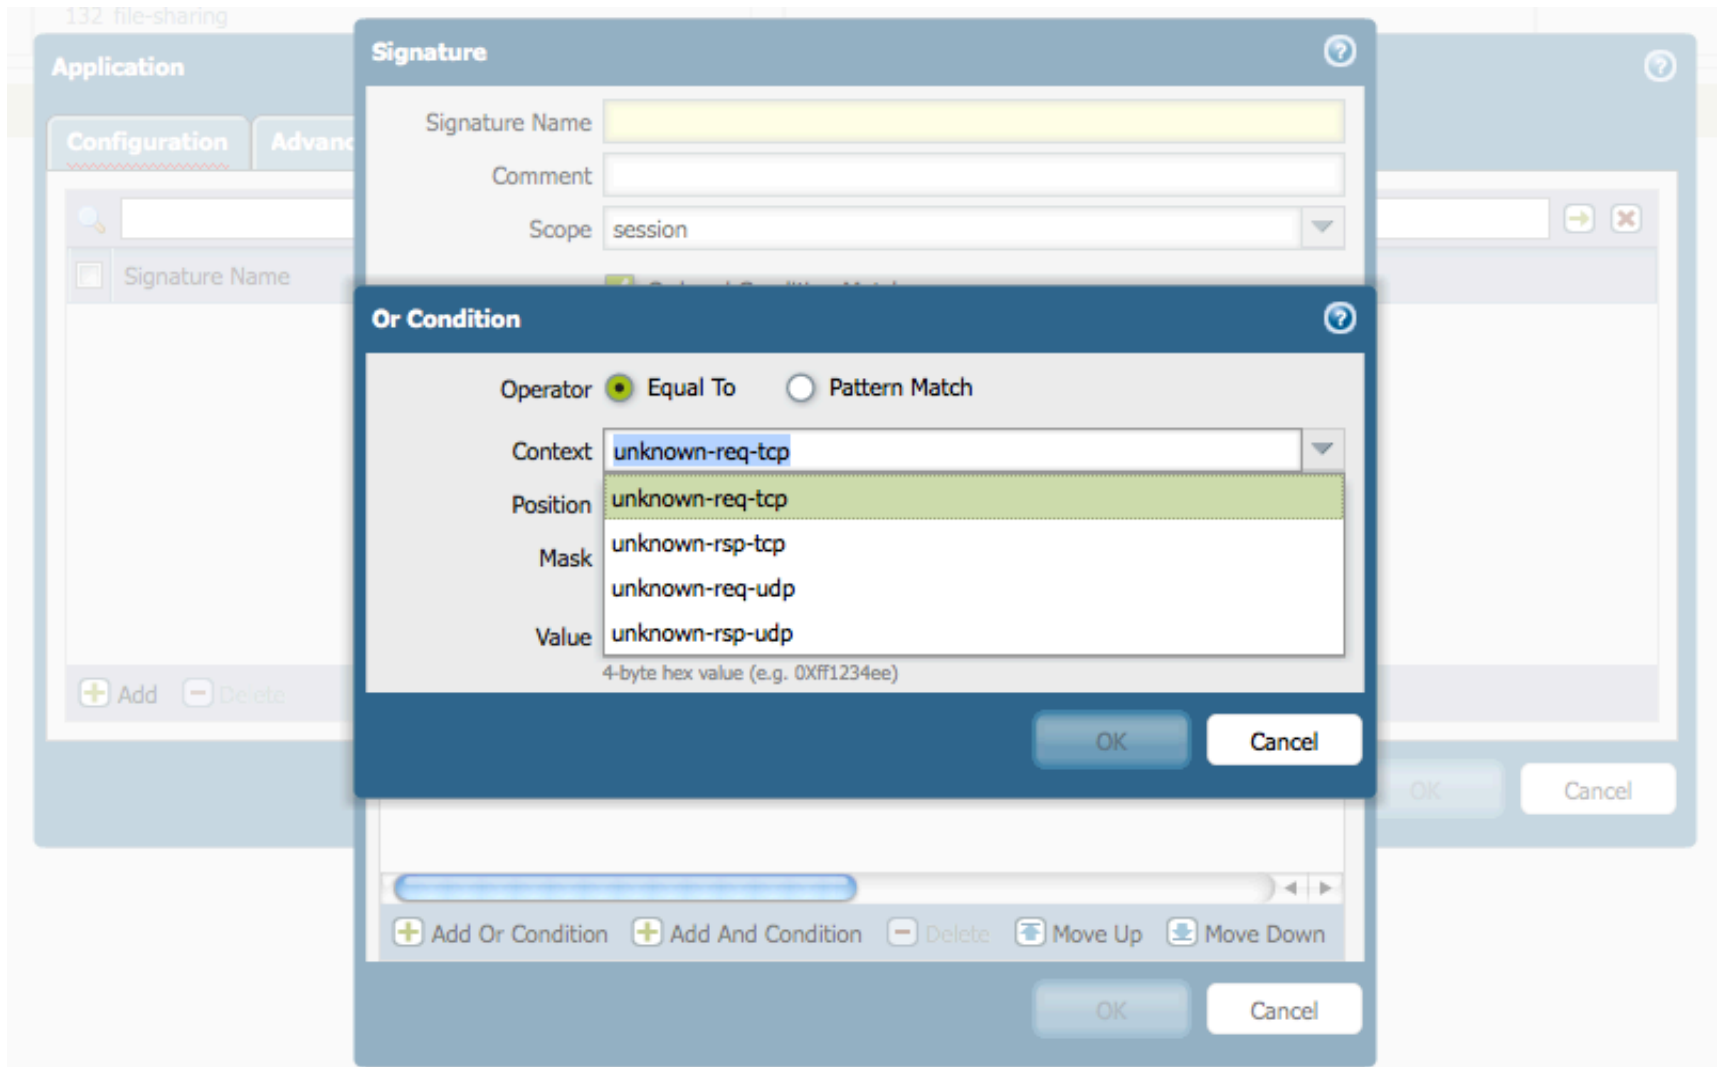 132 file-sharing
Application
Configuration
Advanc
Signature Name
Add
Delete
OK
Cancel
Signature
Signature Name
Comment
Scope
session
Ordered Condition Match
Or Condition
Operator
Equal To
Pattern Match
Context
unknown-req-tcp
Position
unknown-req-tcp
Mask
unknown-rsp-tcp
unknown-req-udp
Value
unknown-rsp-udp
4-byte hex value (e.g. 0Xff1234ee)
OK
Cancel
Add Or Condition
Add And Condition
Delete
Move Up
Move Down
OK
Cancel